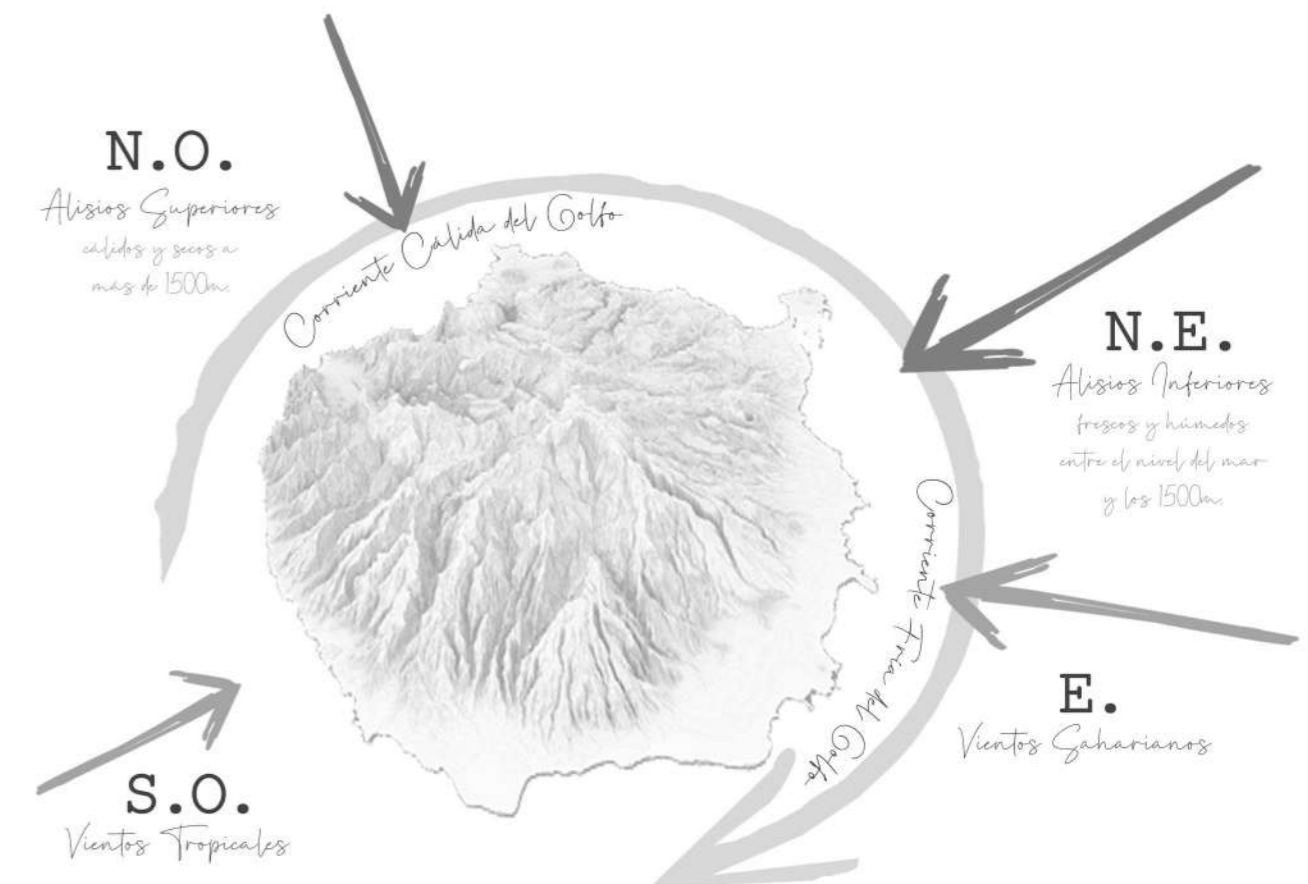 N.O.
Alisios Superiores
cálidos y secos a
más de 1500m.
Corriente Cálida del Golfo
N.E.
Alisios Inferiores
frescos y húmedos
entre el nivel del mar
y los 1500m.
Corriente Fría del Golfo
E.
Vientos Saharianos
S.O.
Vientos Tropicales